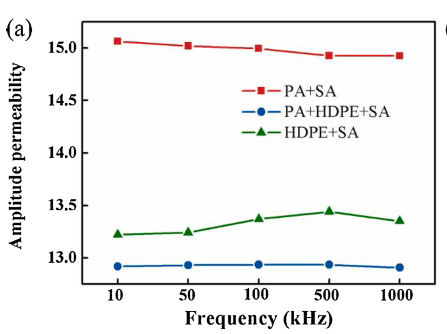 (a)
Amplitude permeability
15.0
14.5
14.0
13.5
13.0
PA+SA
PA+HDPE+SA
HDPE+SA
10 50 100 500 1000
Frequency (kHz)